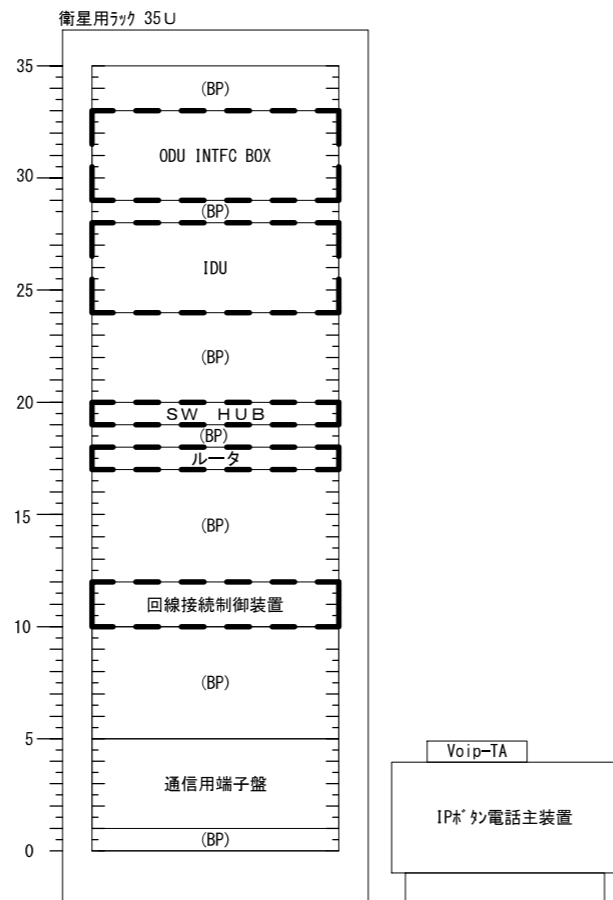 衛星用ﾗｯｸ 35U
35
(BP)
ODU INTFC BOX
30
(BP)
IDU
25
(BP)
20
SW HUB
(BP)
ルータ
15
(BP)
回線接続制御装置
10
(BP)
5
Voip-TA
通信用端子盤
IPﾎﾞﾀﾝ電話主装置
(BP)
0